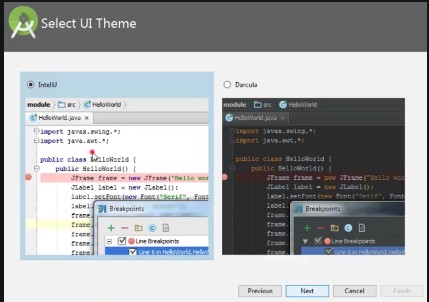 Select UI Theme
IntelliJ
module src HelloWorld
HelloWorld.java ×
import javax.swing.*;
import java.awt.*;
public class HelloWorld {
public HelloWorld() {
JFrame frame = new JFrame("Hello wor
JLabel label = new JLabel();
label.setFont(new Font("Serif", Font
label.
frame.
frame.
frame.
frame.
Breakpoints
Line Breakpoints
Line 6 in HelloWorld.HelloW
Darcula
module src HelloWorld
HelloWorld.java ×
import javax.swing.*;
import java.awt.*;
public class HelloWorld {
public HelloWorld() {
JFrame frame = new JFrame("Hello wor
JLabel label = new JLabel();
label.setFont(new Font("Serif", Font
label.
frame.
frame.
frame.
frame.
Breakpoints
Line Breakpoints
Line 6 in HelloWorld.HelloW
Previous
Next
Cancel
Finish